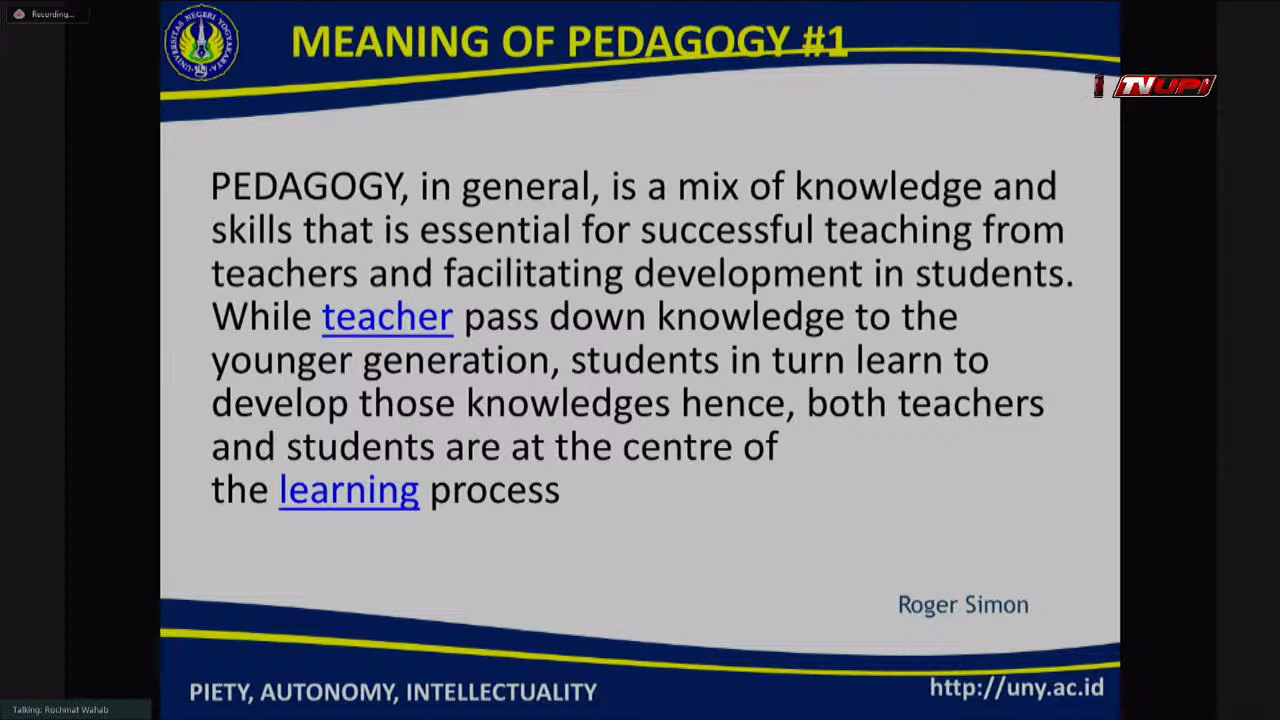 Recording...
MEANING OF PEDAGOGY #1
UNIVERSITAS NEGERI YOGYAKARTA
TVUPI
PEDAGOGY, in general, is a mix of knowledge and
skills that is essential for successful teaching from
teachers and facilitating development in students.
While teacher pass down knowledge to the
younger generation, students in turn learn to
develop those knowledges hence, both teachers
and students are at the centre of
the learning process
Roger Simon
PIETY, AUTONOMY, INTELLECTUALITY
http://uny.ac.id
Talking: Rochmat Wahab